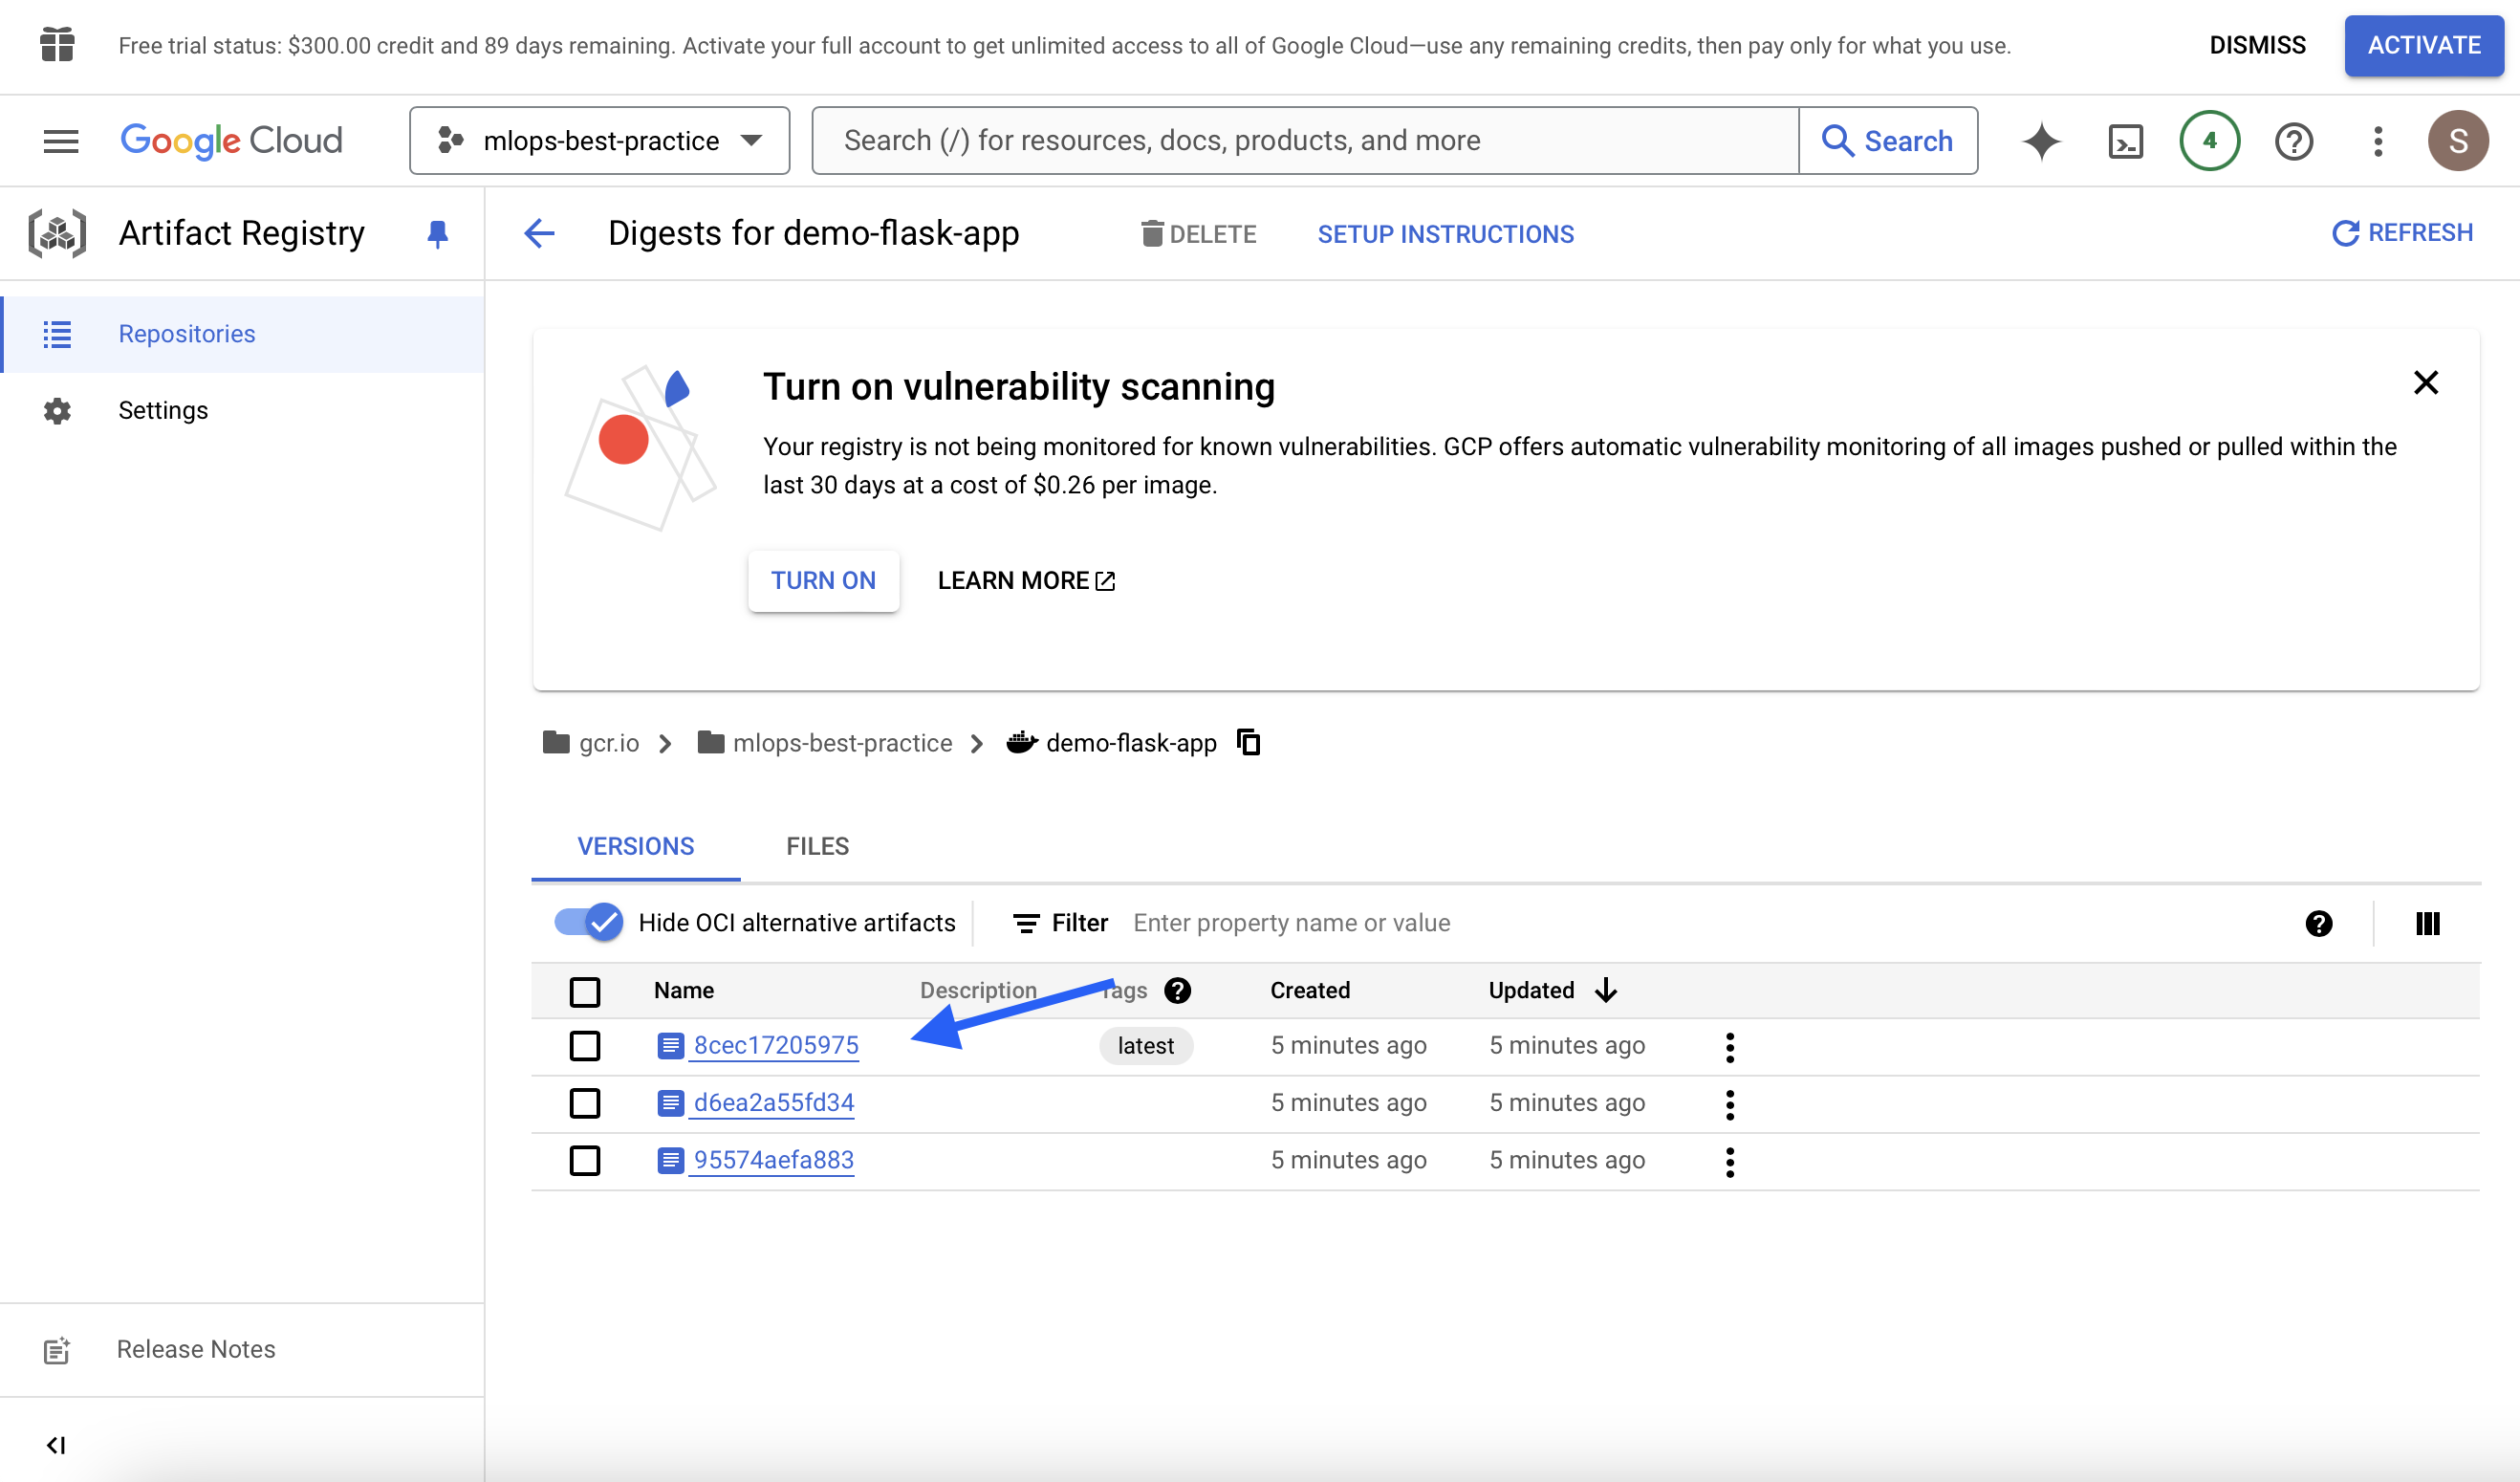 Free trial status: $300.00 credit and 89 days remaining. Activate your full account to get unlimited access to all of Google Cloud—use any remaining credits, then pay only for what you use.
DISMISS
ACTIVATE
Google Cloud
mlops-best-practice
Search (/) for resources, docs, products, and more
Search
4
S
Artifact Registry
Digests for demo-flask-app
DELETE
SETUP INSTRUCTIONS
REFRESH
Repositories
Settings
Turn on vulnerability scanning
Your registry is not being monitored for known vulnerabilities. GCP offers automatic vulnerability monitoring of all images pushed or pulled within the
last 30 days at a cost of $0.26 per image.
TURN ON
LEARN MORE
gcr.io
mlops-best-practice
demo-flask-app
VERSIONS
FILES
Hide OCI alternative artifacts
Filter
Enter property name or value
Name
Description
Tags
Created
Updated
8cec17205975
latest
5 minutes ago
5 minutes ago
d6ea2a55fd34
5 minutes ago
5 minutes ago
95574aefa883
5 minutes ago
5 minutes ago
Release Notes